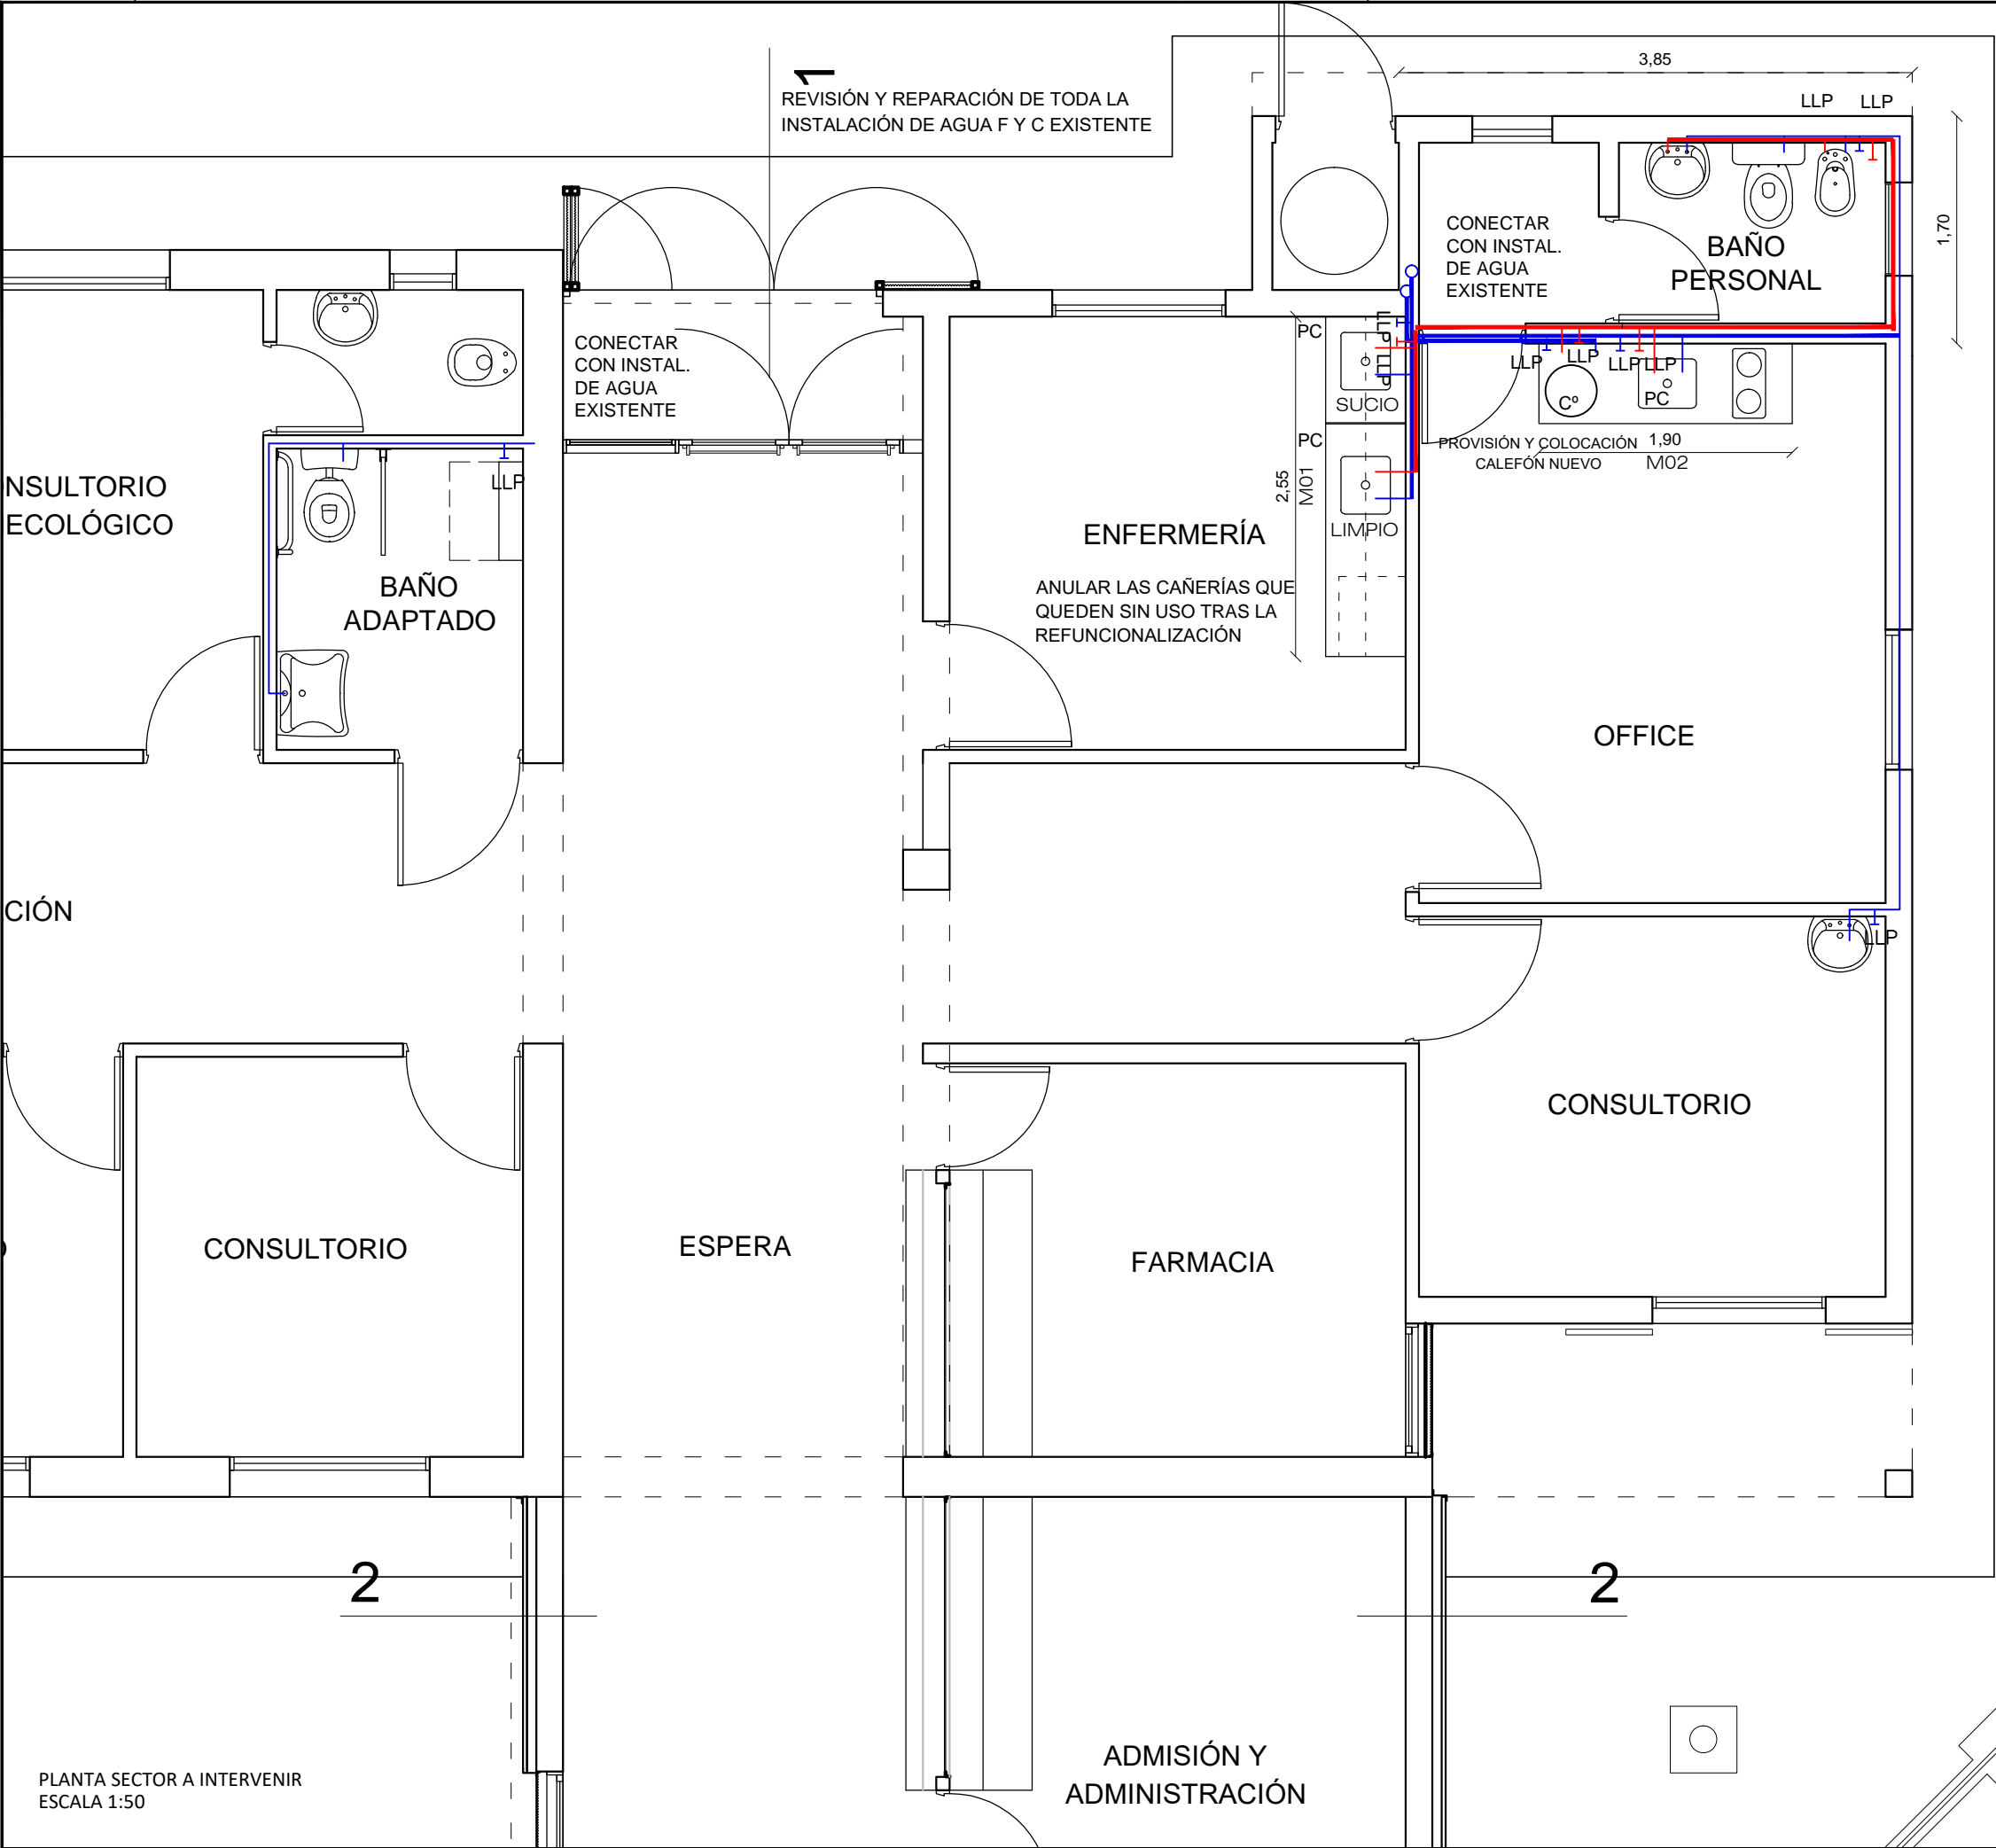 1
REVISIÓN Y REPARACIÓN DE TODA LA
INSTALACIÓN DE AGUA F Y C EXISTENTE
3,85
LLP
LLP
1,70
CONECTAR
CON INSTAL.
DE AGUA
EXISTENTE
BAÑO
PERSONAL
CONECTAR
CON INSTAL.
DE AGUA
EXISTENTE
PC
LLP
LLP
SUCIO
PC
LIMPIO
2,55
M01
LLP
LLP
LLP
LLP
Cº
PC
PROVISIÓN Y COLOCACIÓN
CALEFÓN NUEVO
1,90
M02
NSULTORIO
ECOLÓGICO
LLP
BAÑO
ADAPTADO
ENFERMERÍA
ANULAR LAS CAÑERÍAS QUE
QUEDEN SIN USO TRAS LA
REFUNCIONALIZACIÓN
OFFICE
CIÓN
LLP
CONSULTORIO
CONSULTORIO
ESPERA
FARMACIA
2
2
ADMISIÓN Y
ADMINISTRACIÓN
PLANTA SECTOR A INTERVENIR
ESCALA 1:50